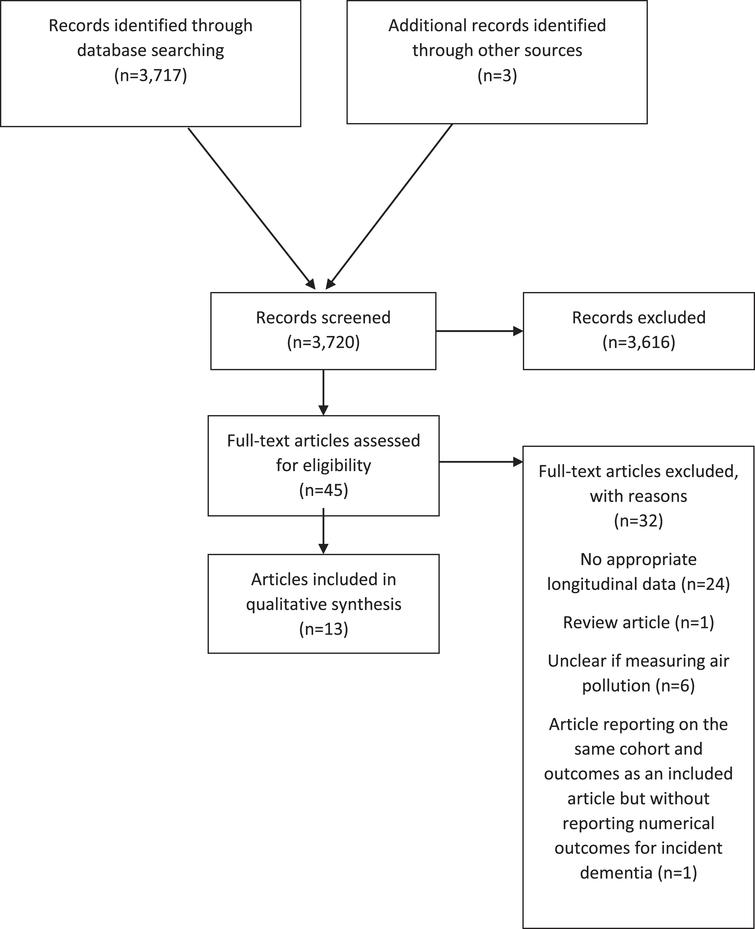 Records identified through
database searching
(n=3,717)
Additional records identified
through other sources
(n=3)
Records screened
(n=3,720)
Records excluded
(n=3,616)
Full-text articles assessed
for eligibility
(n=45)
Full-text articles excluded,
with reasons
(n=32)
No appropriate
longitudinal data (n=24)
Review article (n=1)
Unclear if measuring air
pollution (n=6)
Article reporting on the
same cohort and
outcomes as an included
article but without
reporting numerical
outcomes for incident
dementia (n=1)
Articles included in
qualitative synthesis
(n=13)